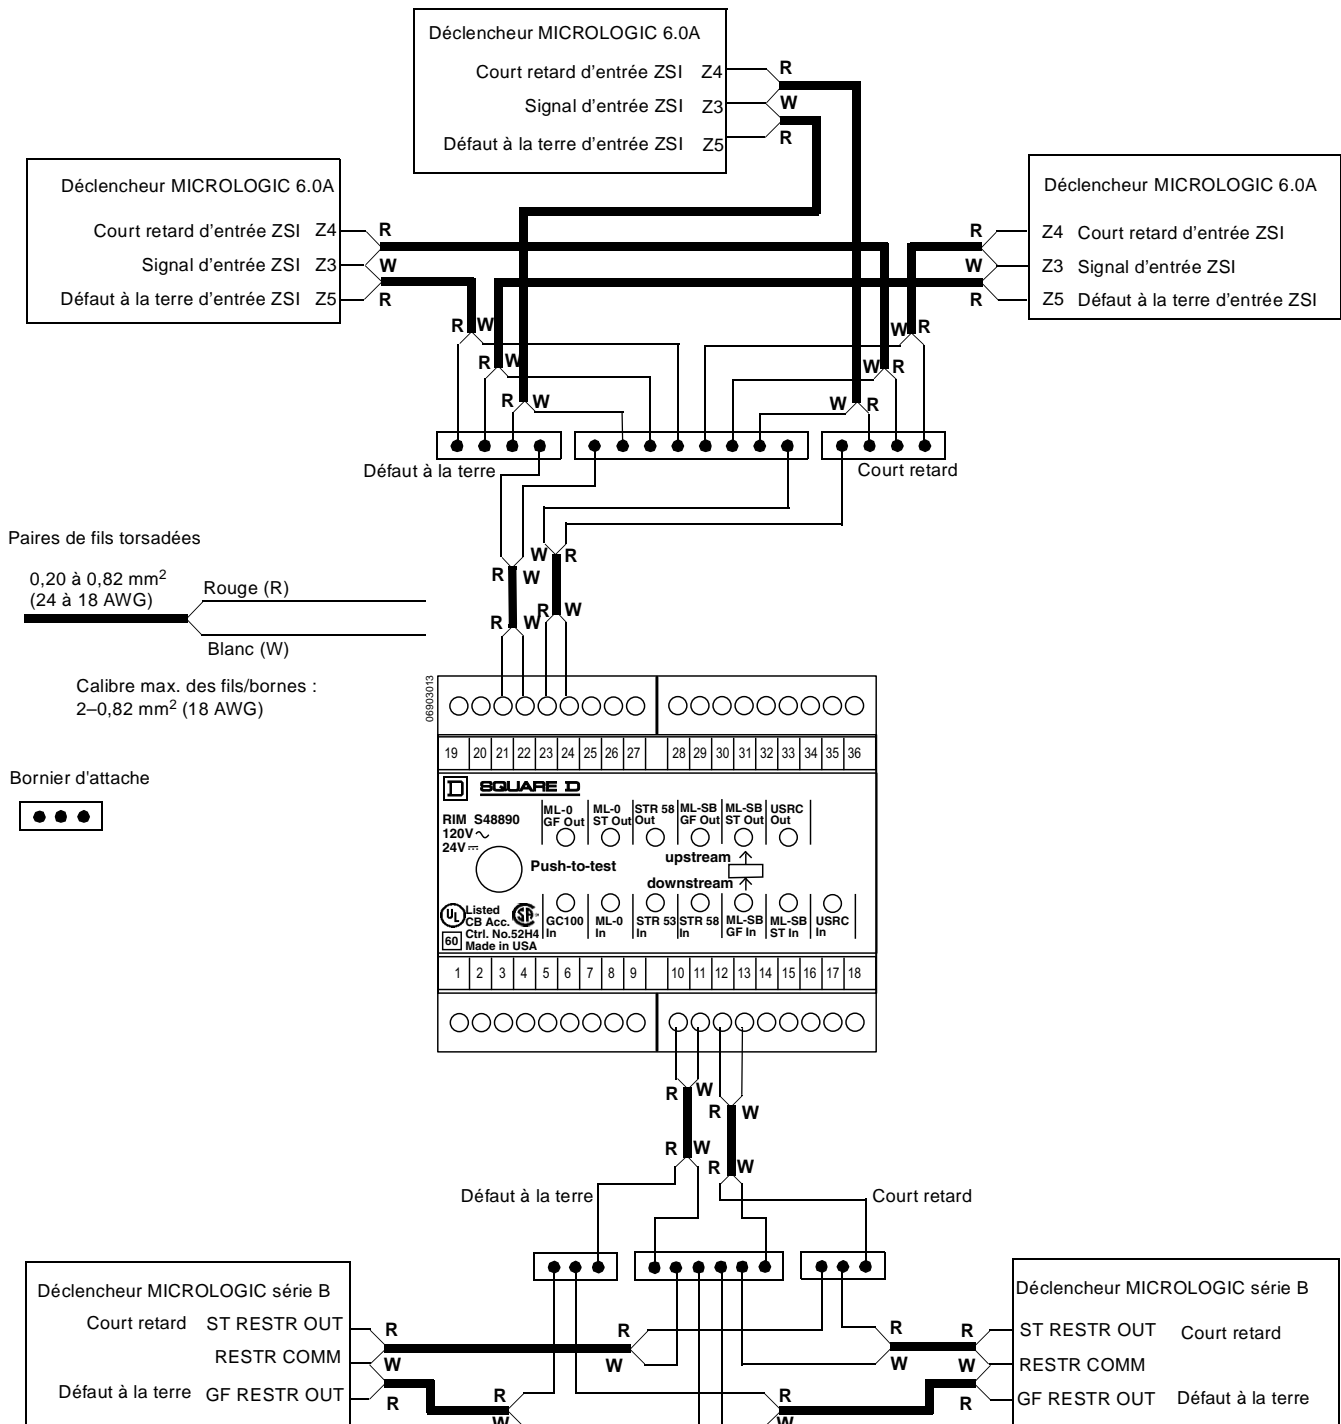 Déclencheur MICROLOGIC 6.0A
Court retard d'entrée ZSI Z4
Signal d'entrée ZSI Z3
Défaut à la terre d'entrée ZSI Z5
R
W
R
Déclencheur MICROLOGIC 6.0A
Court retard d'entrée ZSI Z4
Signal d'entrée ZSI Z3
Défaut à la terre d'entrée ZSI Z5
R
W
R
Déclencheur MICROLOGIC 6.0A
Z4 Court retard d'entrée ZSI
Z3 Signal d'entrée ZSI
Z5 Défaut à la terre d'entrée ZSI
R
W
R
R W
R W
R W
W R
W R
W R
Défaut à la terre
Court retard
Paires de fils torsadées
0,20 à 0,82 mm2
(24 à 18 AWG)
Rouge (R)
Blanc (W)
Calibre max. des fils/bornes :
2–0,82 mm2 (18 AWG)
W R
R W
R W
R W
Bornier d'attache
06903013
19 20 21 22 23 24 25 26 27 28 29 30 31 32 33 34 35 36
D SQUARE D
RIM S48890
120V
24V
ML-0 GF Out
ML-0 ST Out
STR 58 Out
ML-SB GF Out
ML-SB ST Out
USRC Out
Push-to-test
upstream
downstream
UL Listed
CB Acc.
Ctrl. No.52H4
60 Made in USA
GC100 In
ML-0 In
STR 53 In
STR 58 In
ML-SB GF In
ML-SB ST In
USRC In
1 2 3 4 5 6 7 8 9 10 11 12 13 14 15 16 17 18
R W
R W
R W
R W
Défaut à la terre
Court retard
Déclencheur MICROLOGIC série B
Court retard ST RESTR OUT
RESTR COMM
Défaut à la terre GF RESTR OUT
R
W
R
R
W
R
W
Déclencheur MICROLOGIC série B
ST RESTR OUT Court retard
RESTR COMM
GF RESTR OUT Défaut à la terre
R
W
R
W
R
R
W